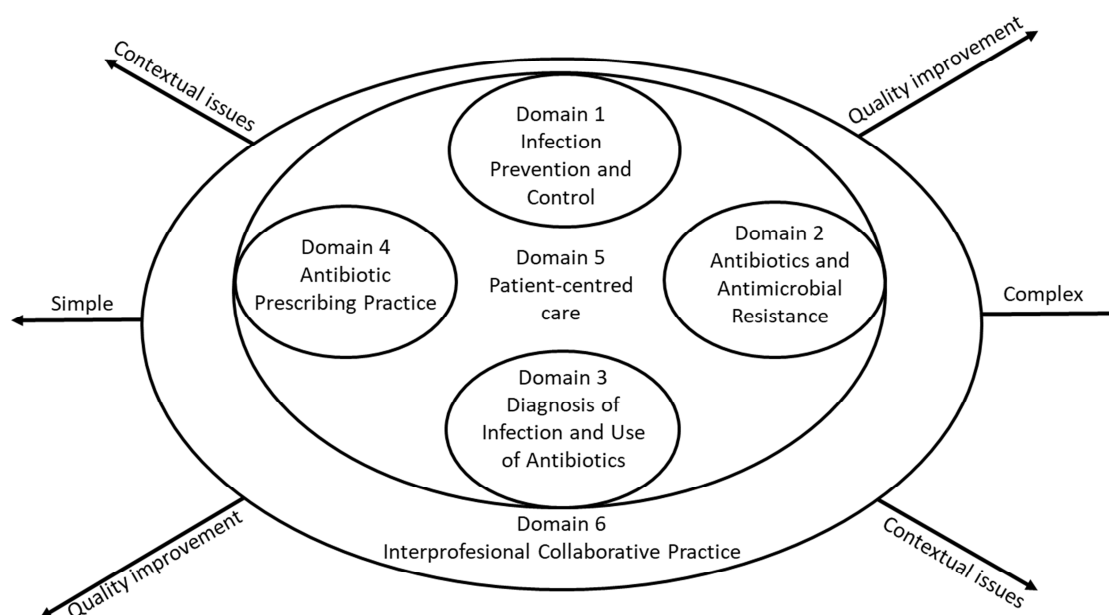 Contextual issues
Quality improvement
Domain 1
Infection
Prevention and
Control
Domain 4
Antibiotic
Prescribing Practice
Domain 5
Patient-centred
care
Domain 2
Antibiotics and
Antimicrobial
Resistance
Simple
Complex
Domain 3
Diagnosis of
Infection and Use
of Antibiotics
Domain 6
Interprofesional Collaborative Practice
Quality improvement
Contextual issues